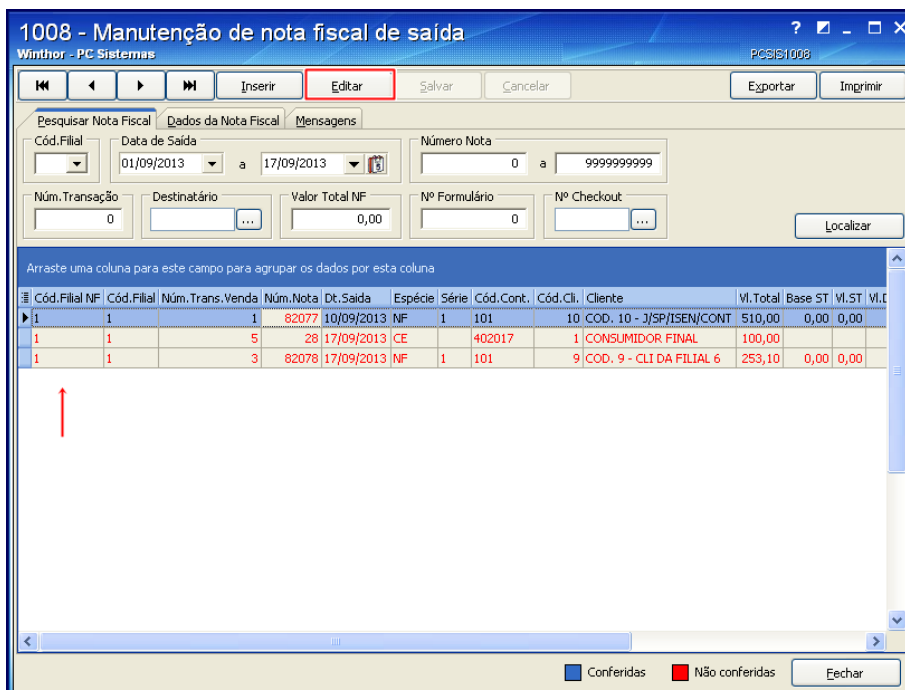 1008 - Manutenção de nota fiscal de saída
Winthor - PC Sistemas
PCSIS1008
Inserir Editar Salvar Cancelar Exportar Imprimir
Pesquisar Nota Fiscal Dados da Nota Fiscal Mensagens
Cód.Filial Data de Saída Número Nota
01/09/2013 a 17/09/2013 0 a 9999999999
Núm.Transação Destinatário Valor Total NF Nº Formulário Nº Checkout
0 ... 0,00 0 ... Localizar
Arraste uma coluna para este campo para agrupar os dados por esta coluna
Cód.Filial NF Cód.Filial Núm.Trans.Venda Núm.Nota Dt.Saida Espécie Série Cód.Cont. Cód.Cli. Cliente Vl.Total Base ST Vl.ST
1 1 1 82077 10/09/2013 NF 1 101 10 COD. 10 - J/SP/ISEN/CONT 510,00 0,00 0,00
1 1 5 28 17/09/2013 CE 402017 1 CONSUMIDOR FINAL 100,00
1 1 3 82078 17/09/2013 NF 1 101 9 COD. 9 - CLI DA FILIAL 6 253,10 0,00 0,00
Conferidas Não conferidas Fechar